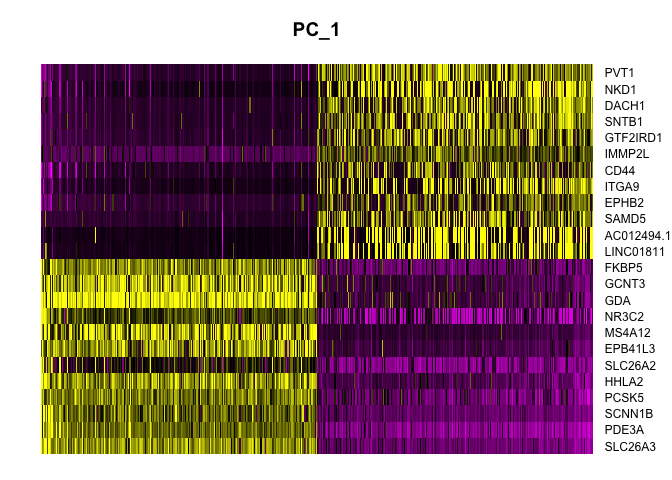 PC_1
PVT1
NKD1
DACH1
SNTB1
GTF2IRD1
IMMP2L
CD44
ITGA9
EPHB2
SAMD5
AC012494.1
LINC01811
FKBP5
GCNT3
GDA
NR3C2
MS4A12
EPB41L3
SLC26A2
HHLA2
PCSK5
SCNN1B
PDE3A
SLC26A3